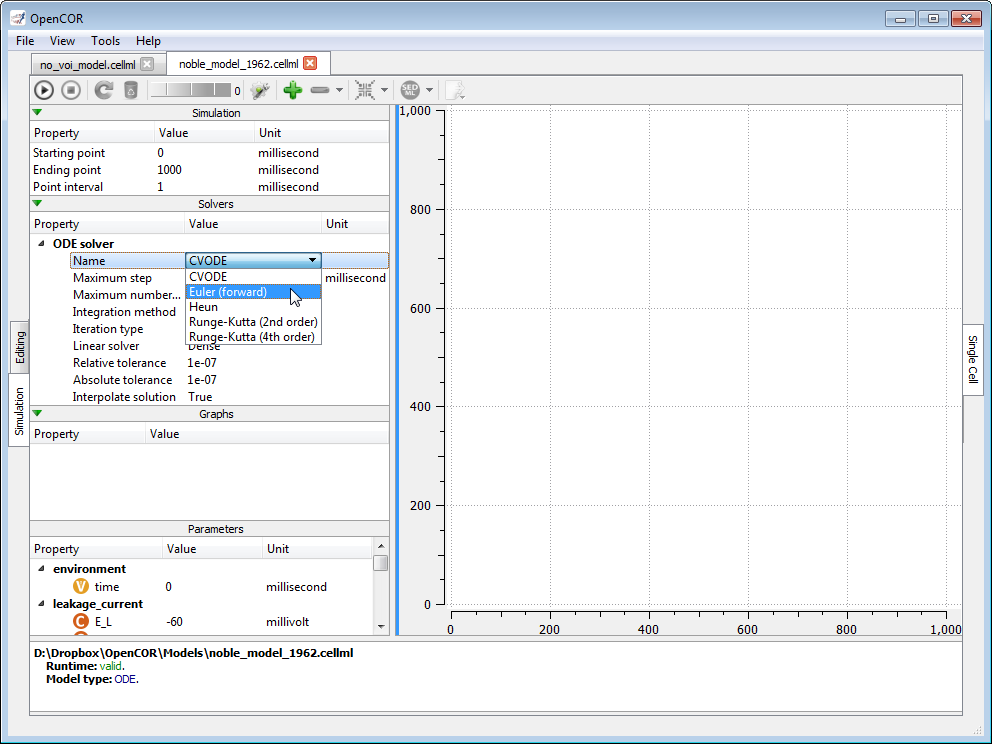 OpenCOR
File View Tools Help
no_voi_model.cellml noble_model_1962.cellml
0 SED ML
Simulation
Property Value Unit
Starting point 0 millisecond
Ending point 1000 millisecond
Point interval 1 millisecond
Solvers
Property Value Unit
ODE solver
Name CVODE
Maximum step CVODE millisecond
Maximum number... Euler (forward)
Integration method Heun
Iteration type Runge-Kutta (2nd order)
Linear solver Runge-Kutta (4th order)
Dense
Relative tolerance 1e-07
Absolute tolerance 1e-07
Interpolate solution True
Graphs
Property Value
Parameters
Property Value Unit
environment
V time 0 millisecond
leakage_current
C E_L -60 millivolt
Editing
Simulation
1,000
800
600
400
200
0
0 200 400 600 800 1,000
Single Cell
D:\Dropbox\OpenCOR\Models\noble_model_1962.cellml
Runtime: valid.
Model type: ODE.